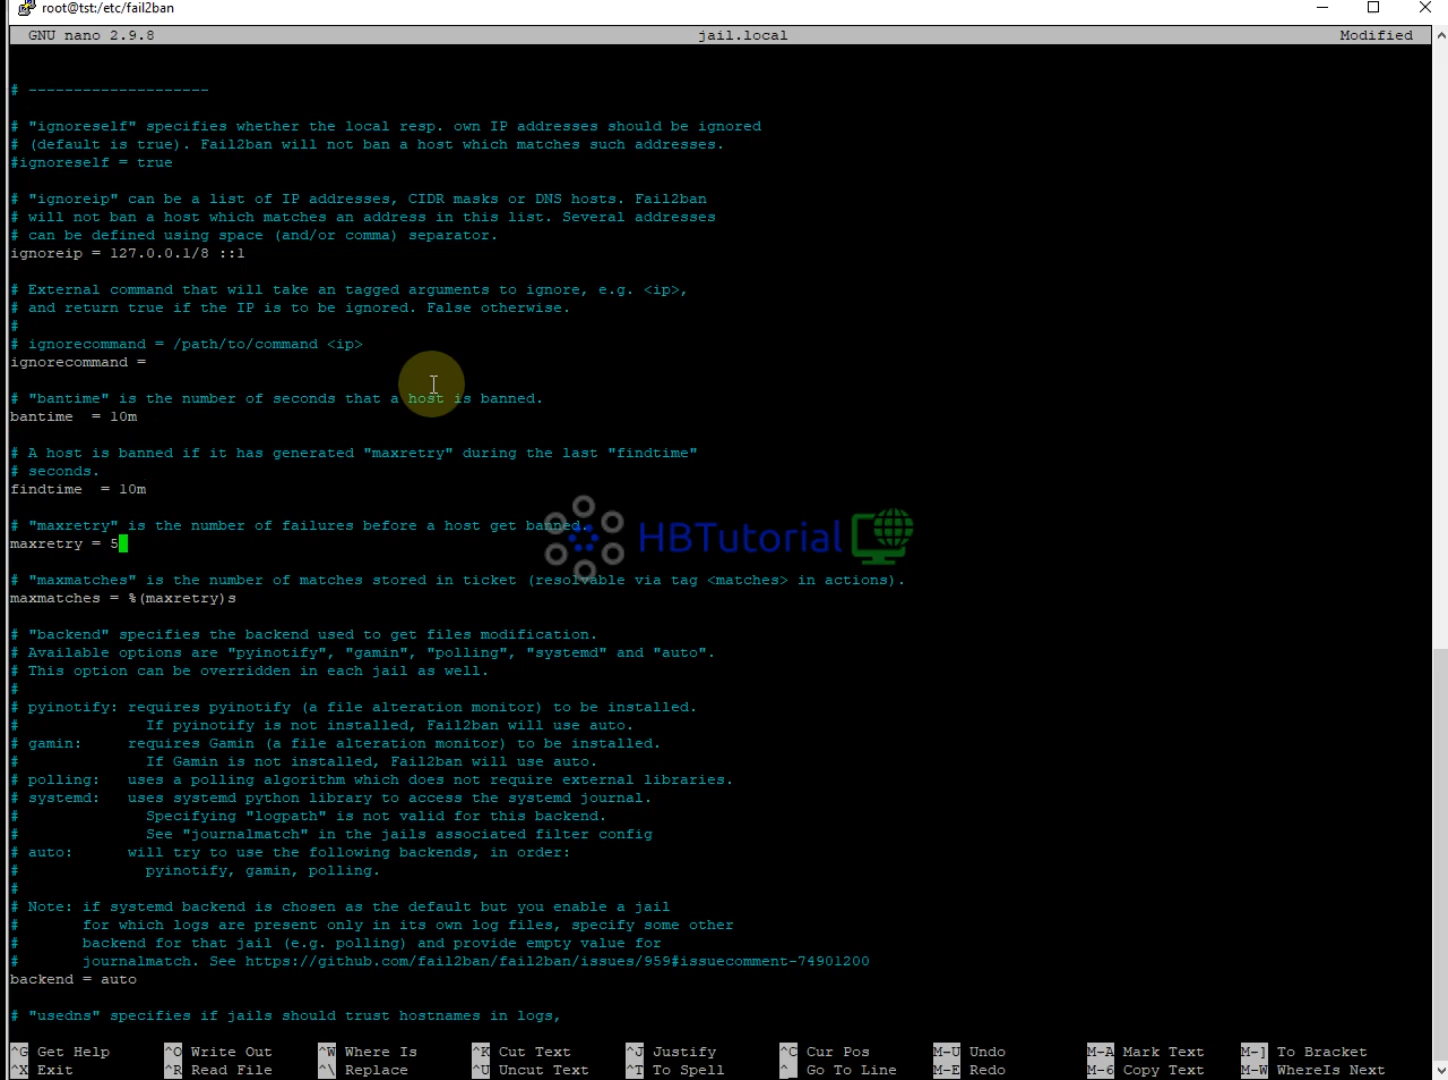 root@tst:/etc/fail2ban
GNU nano 2.9.8 jail.local Modified
# --------------------
# "ignoreself" specifies whether the local resp. own IP addresses should be ignored
# (default is true). Fail2ban will not ban a host which matches such addresses.
#ignoreself = true
# "ignoreip" can be a list of IP addresses, CIDR masks or DNS hosts. Fail2ban
# will not ban a host which matches an address in this list. Several addresses
# can be defined using space (and/or comma) separator.
ignoreip = 127.0.0.1/8 ::1
# External command that will take an tagged arguments to ignore, e.g. <ip>,
# and return true if the IP is to be ignored. False otherwise.
#
# ignorecommand = /path/to/command <ip>
ignorecommand =
# "bantime" is the number of seconds that a host is banned.
bantime  = 10m
# A host is banned if it has generated "maxretry" during the last "findtime"
# seconds.
findtime  = 10m
# "maxretry" is the number of failures before a host get banned.
maxretry = 5
HBTutorial
# "maxmatches" is the number of matches stored in ticket (resolvable via tag <matches> in actions).
maxmatches = %(maxretry)s
# "backend" specifies the backend used to get files modification.
# Available options are "pyinotify", "gamin", "polling", "systemd" and "auto".
# This option can be overridden in each jail as well.
#
# pyinotify: requires pyinotify (a file alteration monitor) to be installed.
#              If pyinotify is not installed, Fail2ban will use auto.
# gamin:     requires Gamin (a file alteration monitor) to be installed.
#              If Gamin is not installed, Fail2ban will use auto.
# polling:   uses a polling algorithm which does not require external libraries.
# systemd:   uses systemd python library to access the systemd journal.
#              Specifying "logpath" is not valid for this backend.
#              See "journalmatch" in the jails associated filter config
# auto:      will try to use the following backends, in order:
#              pyinotify, gamin, polling.
#
# Note: if systemd backend is chosen as the default but you enable a jail
#       for which logs are present only in its own log files, specify some other
#       backend for that jail (e.g. polling) and provide empty value for
#       journalmatch. See https://github.com/fail2ban/fail2ban/issues/959#issuecomment-74901200
backend = auto
# "usedns" specifies if jails should trust hostnames in logs,
^G Get Help ^O Write Out ^W Where Is ^K Cut Text ^J Justify ^C Cur Pos M-U Undo M-A Mark Text M-] To Bracket
^X Exit ^R Read File ^\ Replace ^U Uncut Text ^T To Spell ^_ Go To Line M-E Redo M-6 Copy Text M-W WhereIs Next